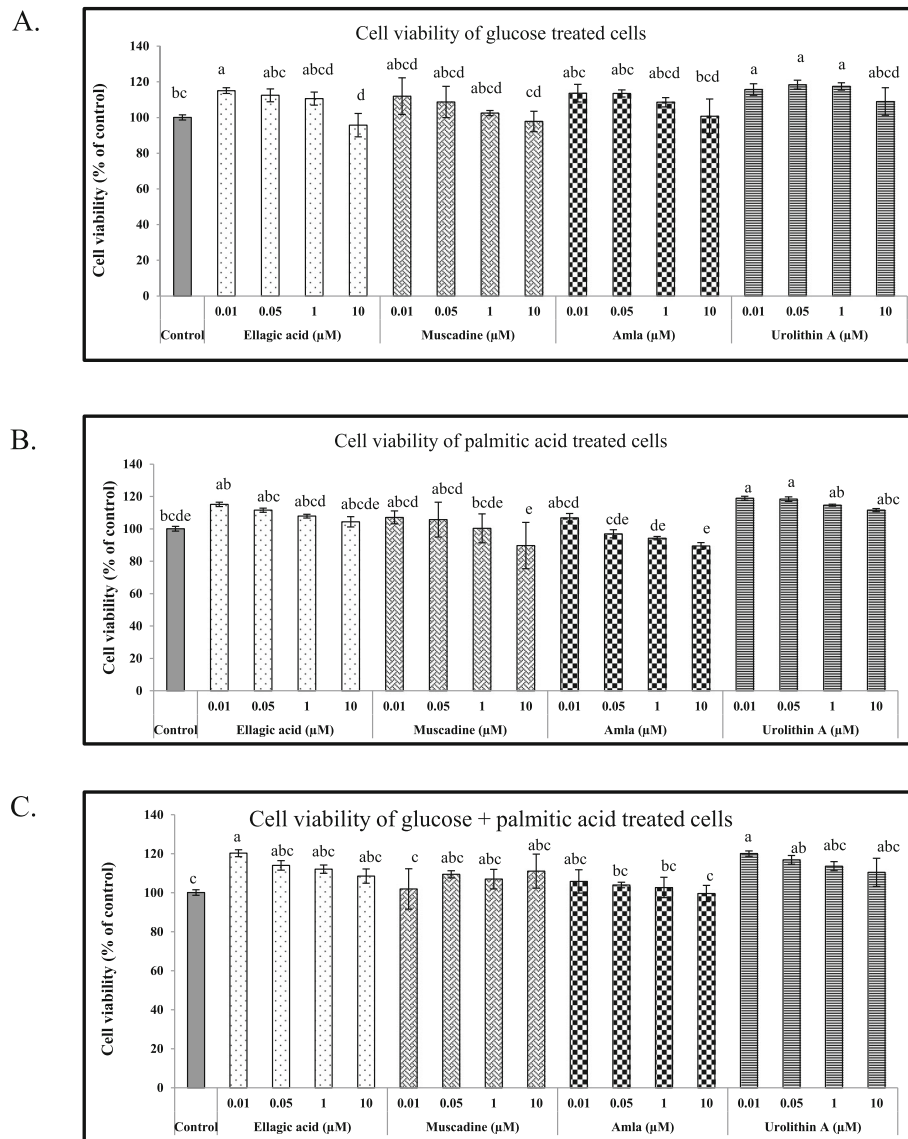 A.
Cell viability of glucose treated cells
Cell viability (% of control)
140
120
100
80
60
40
20
0
bc
a
abc
abcd
d
abcd
abcd
abcd
cd
abc
abc
abcd
bcd
a
a
a
abcd
0.01 0.05 1 10 0.01 0.05 1 10 0.01 0.05 1 10 0.01 0.05 1 10
Control Ellagic acid (µM) Muscadine (µM) Amla (µM) Urolithin A (µM)
B.
Cell viability of palmitic acid treated cells
Cell viability (% of control)
140
120
100
80
60
40
20
0
bcde
ab
abc
abcd
abcde
abcd
abcd
bcde
e
abcd
cde
de
e
a
a
ab
abc
0.01 0.05 1 10 0.01 0.05 1 10 0.01 0.05 1 10 0.01 0.05 1 10
Control Ellagic acid (µM) Muscadine (µM) Amla (µM) Urolithin A (µM)
C.
Cell viability of glucose + palmitic acid treated cells
Cell viability (% of control)
140
120
100
80
60
40
20
0
c
a
abc
abc
abc
c
abc
abc
abc
abc
bc
bc
c
a
ab
abc
abc
0.01 0.05 1 10 0.01 0.05 1 10 0.01 0.05 1 10 0.01 0.05 1 10
Control Ellagic acid (µM) Muscadine (µM) Amla (µM) Urolithin A (µM)